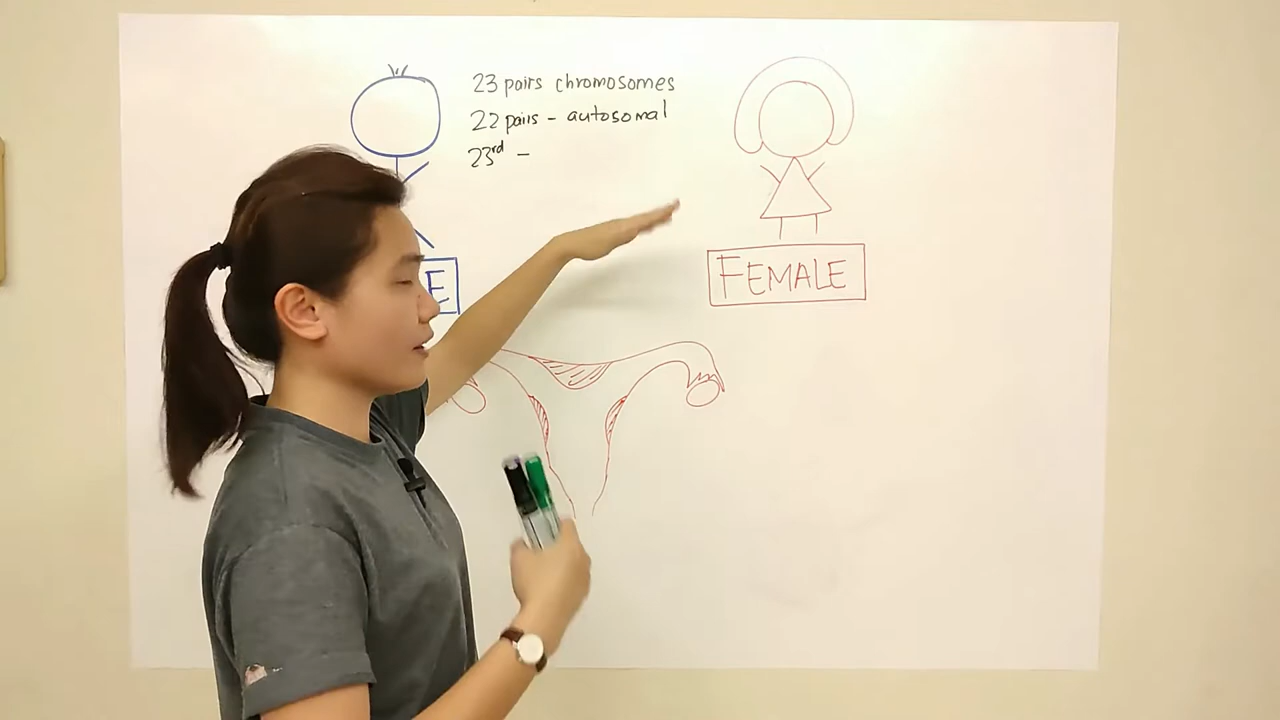 23 pairs chromosomes
22 pairs - autosomal
23rd -
FEMALE
E